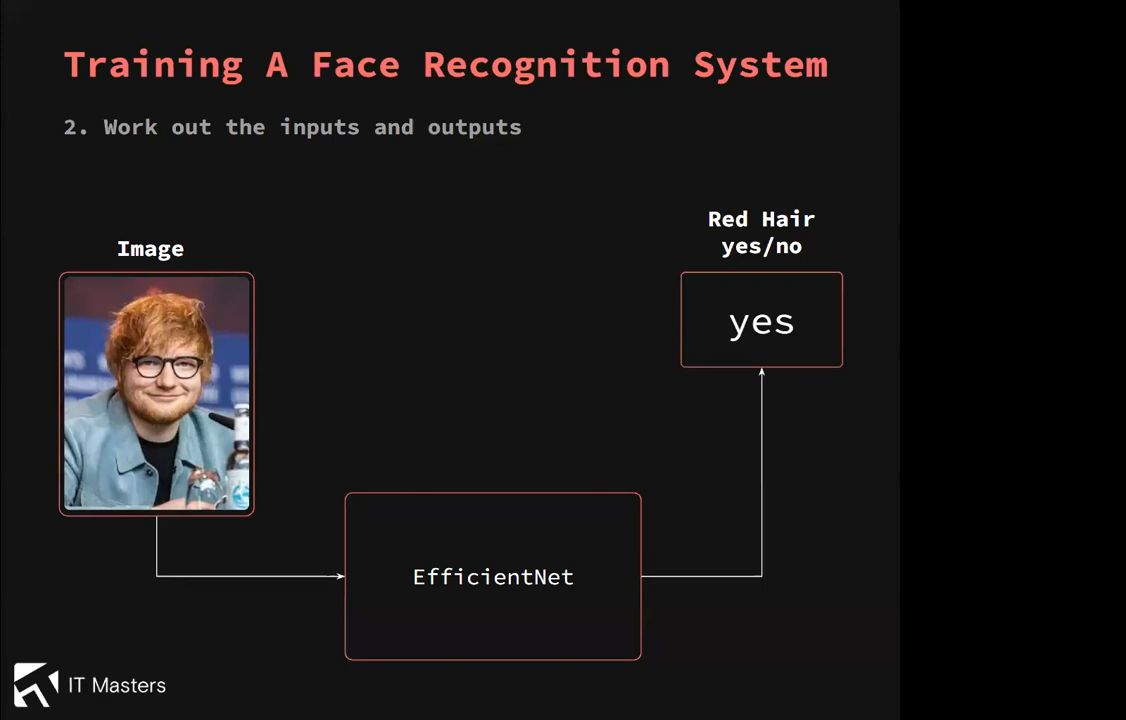 Training A Face Recognition System
2. Work out the inputs and outputs
Image
Red Hair
yes/no
yes
EfficientNet
IT Masters